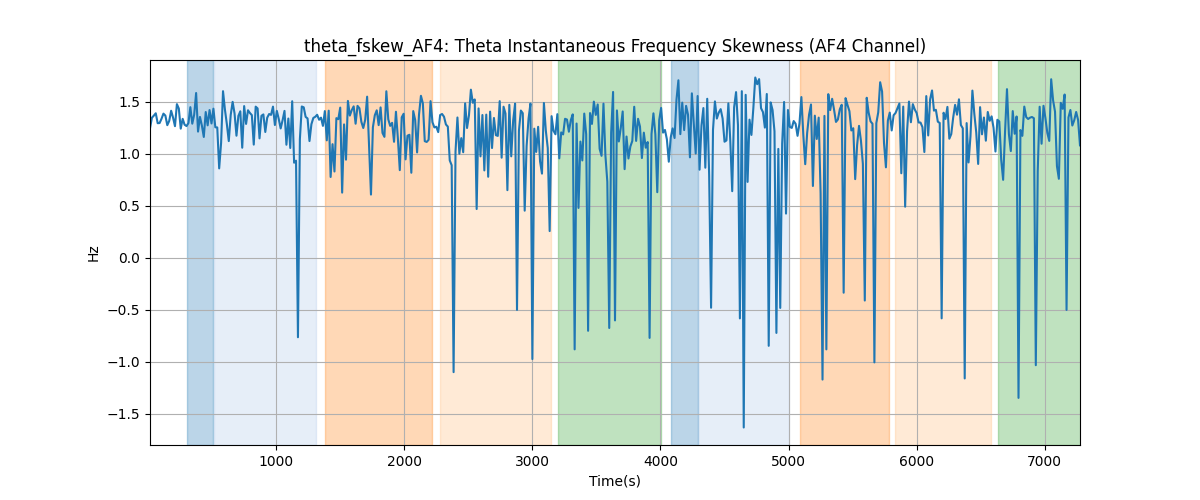 theta_fskew_AF4: Theta Instantaneous Frequency Skewness (AF4 Channel)
Hz
1.5
1.0
0.5
0.0
−0.5
−1.0
−1.5
1000 2000 3000 4000 5000 6000 7000
Time(s)